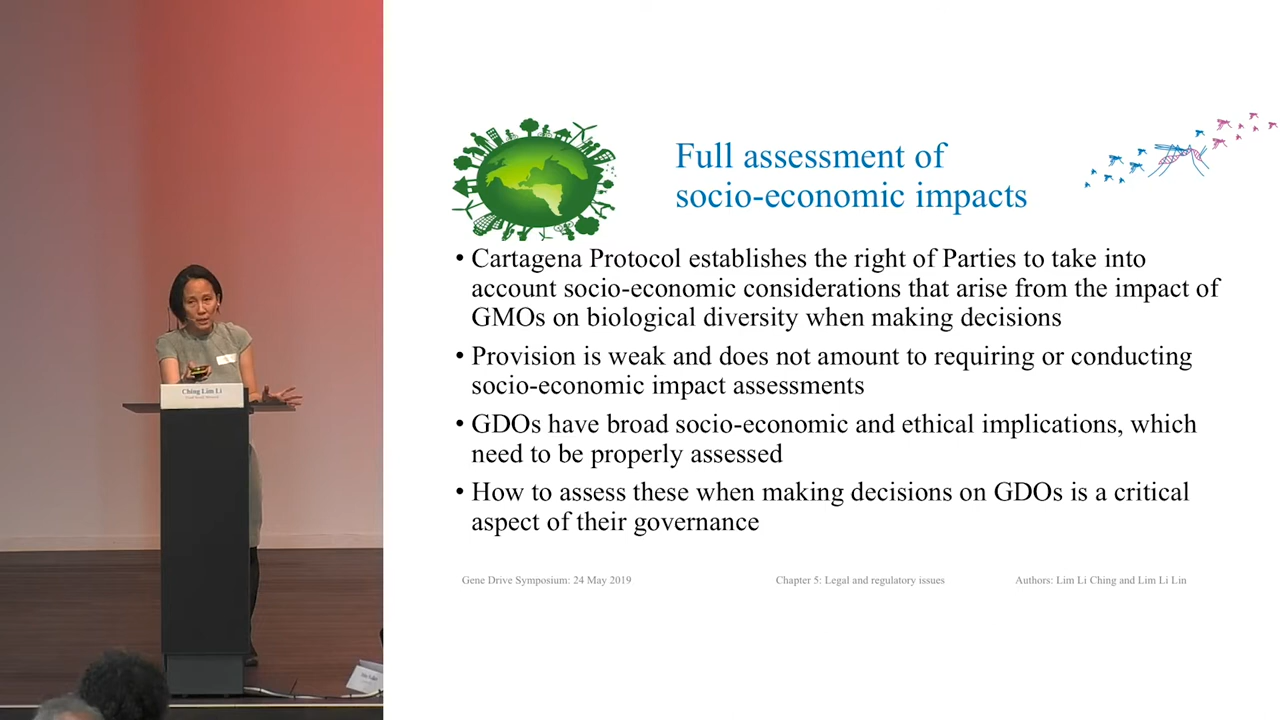 Full assessment of
socio-economic impacts
• Cartagena Protocol establishes the right of Parties to take into
account socio-economic considerations that arise from the impact of
GMOs on biological diversity when making decisions
• Provision is weak and does not amount to requiring or conducting
socio-economic impact assessments
• GDOs have broad socio-economic and ethical implications, which
need to be properly assessed
• How to assess these when making decisions on GDOs is a critical
aspect of their governance
Gene Drive Symposium: 24 May 2019
Chapter 5: Legal and regulatory issues
Authors: Lim Li Ching and Lim Li Lin
Ching Lim Li